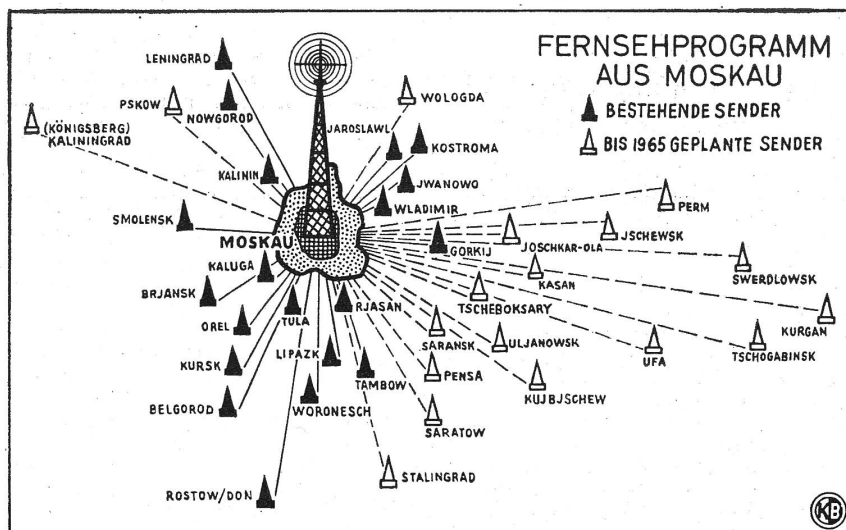 FERNSEHPROGRAMM
AUS MOSKAU
BESTEHENDE SENDER
BIS 1965 GEPLANTE SENDER
LENINGRAD
PSKOW
NOWGOROD
WOLOGDA
(KÖNIGSBERG)
KALININGRAD
JAROSLAWL
KOSTROMA
KALININ
JWANOWO
WLADIMIR
PERM
SMOLENSK
MOSKAU
GORKIJ
JOSCHKAR-OLA
JSCHEWSK
SWERDLOWSK
KALUGA
KASAN
BRJANSK
TULA
RJASAN
TSCHEBOKSARY
KURGAN
OREL
SARANSK
ULJANOWSK
UFA
TSCHOGABINSK
KURSK
LIPAZK
TAMBOW
PENSA
KUJBJSCHEW
BELGOROD
WORONESCH
SARATOW
STALINGRAD
ROSTOW/DON
KB